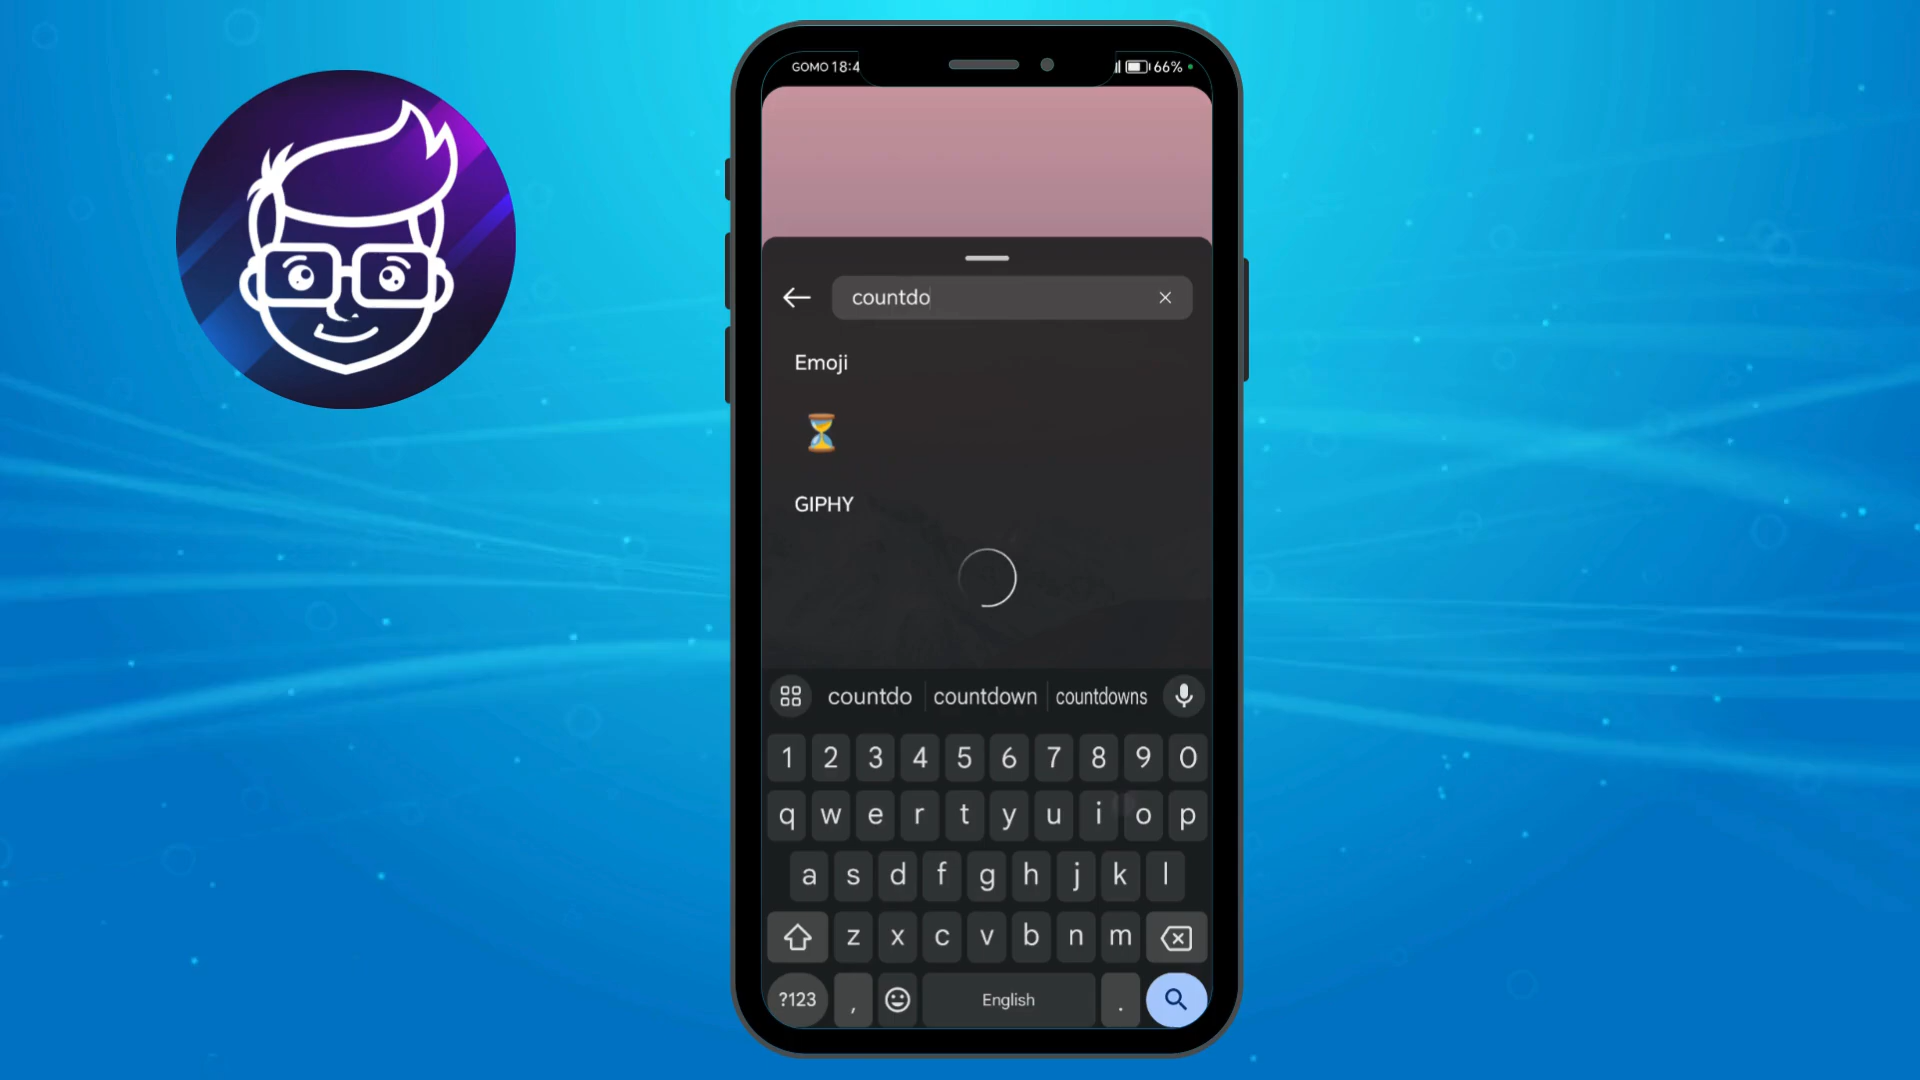 GOMO 18:4
66%
countdo
Emoji
GIPHY
countdo countdown countdowns
1 2 3 4 5 6 7 8 9 0
q w e r t y u i o p
a s d f g h j k l
z x c v b n m
?123 , English .